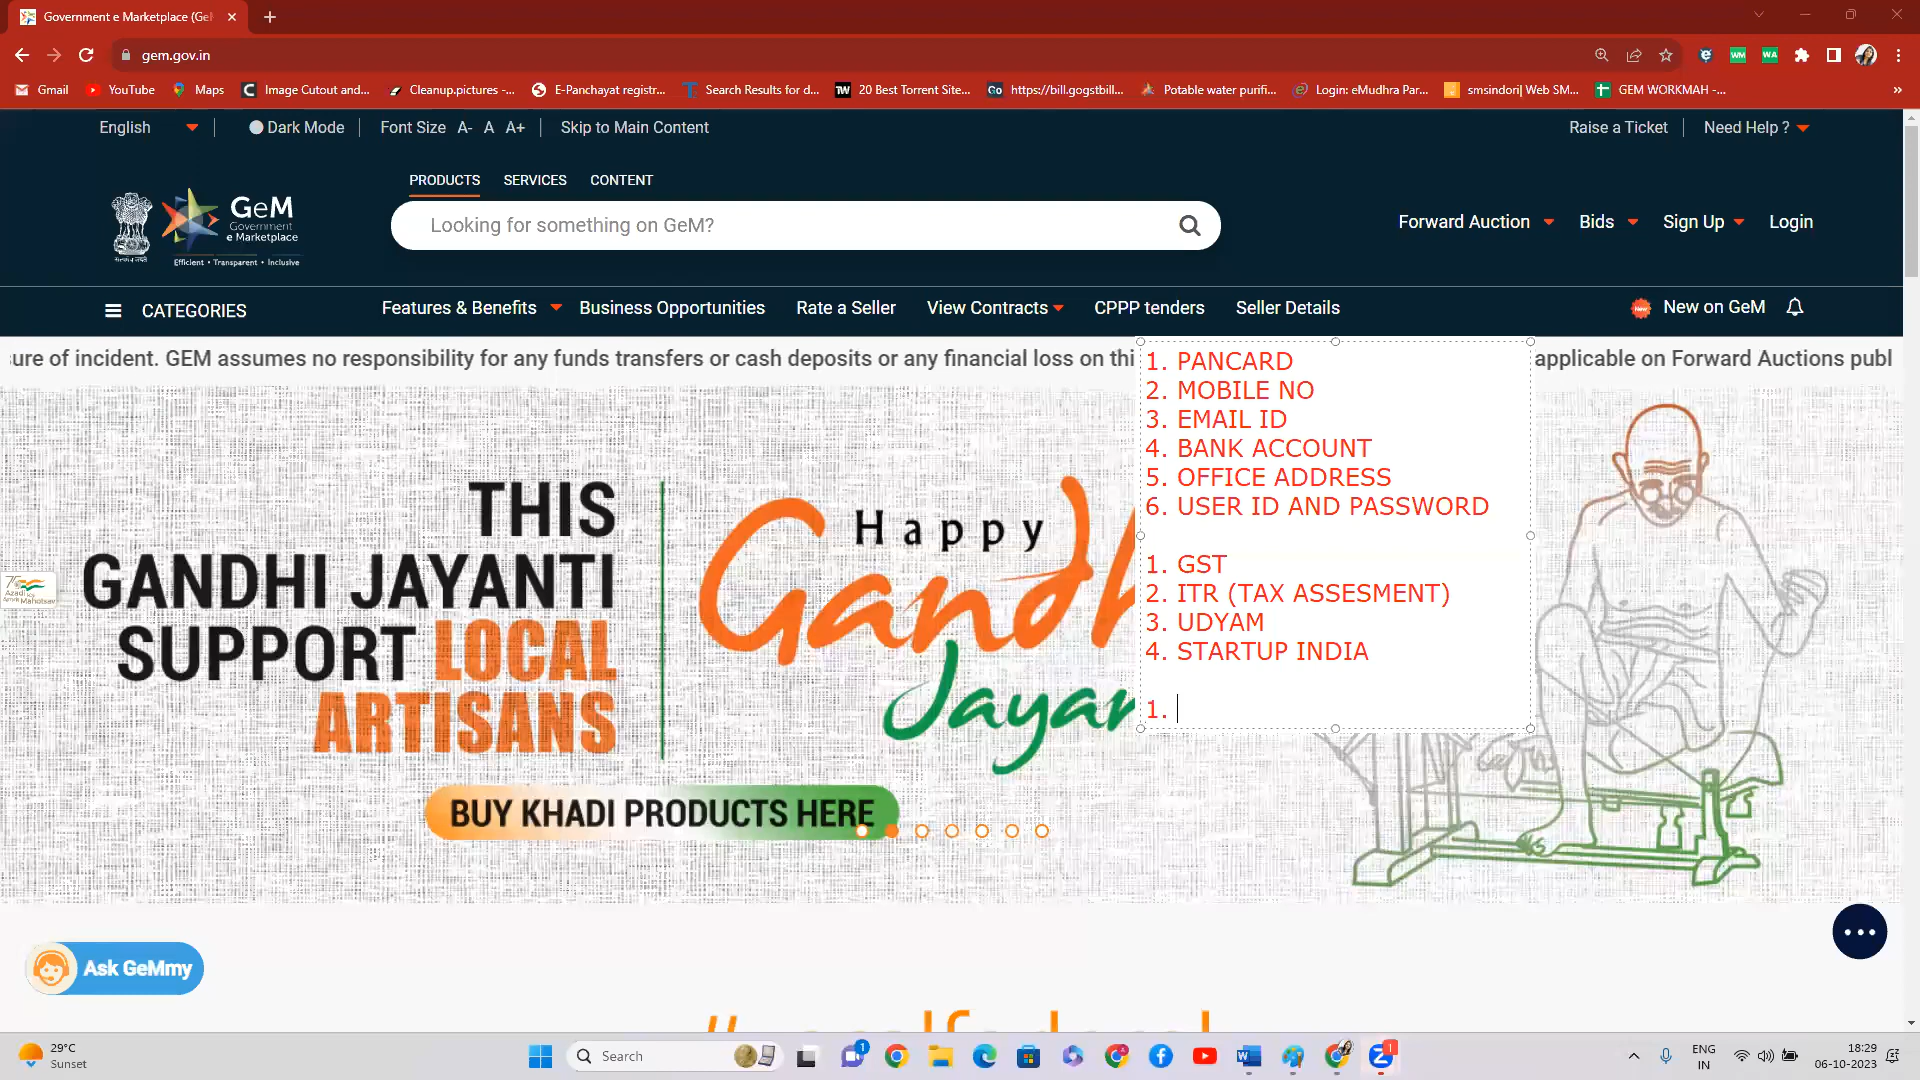 Government e Marketplace (Gel
gem.gov.in
Gmail
YouTube
Maps
Image Cutout and...
Cleanup.pictures -...
E-Panchayat registr...
Search Results for d...
20 Best Torrent Site...
https://bill.gogstbill...
Potable water purifi...
Login: eMudhra Par...
smsindori| Web SM...
GEM WORKMAH -...
»
English
Dark Mode
Font Size A- A A+
Skip to Main Content
Raise a Ticket
Need Help ?
PRODUCTS SERVICES CONTENT
GeM
Government
e Marketplace
Efficient • Transparent • Inclusive
Looking for something on GeM?
Forward Auction
Bids
Sign Up
Login
CATEGORIES
Features & Benefits
Business Opportunities
Rate a Seller
View Contracts
CPPP tenders
Seller Details
New on GeM
sure of incident. GEM assumes no responsibility for any funds transfers or cash deposits or any financial loss on thi
applicable on Forward Auctions publ
1. PANCARD
2. MOBILE NO
3. EMAIL ID
4. BANK ACCOUNT
5. OFFICE ADDRESS
6. USER ID AND PASSWORD
1. GST
2. ITR (TAX ASSESMENT)
3. UDYAM
4. STARTUP INDIA
1.
THIS
GANDHI JAYANTI
SUPPORT LOCAL
ARTISANS
Happy
Gandh
Jayan
BUY KHADI PRODUCTS HERE
Azadi Ka
Amrit Mahotsav
Ask GeMmy
29°C
Sunset
Search
ENG
IN
18:29
06-10-2023